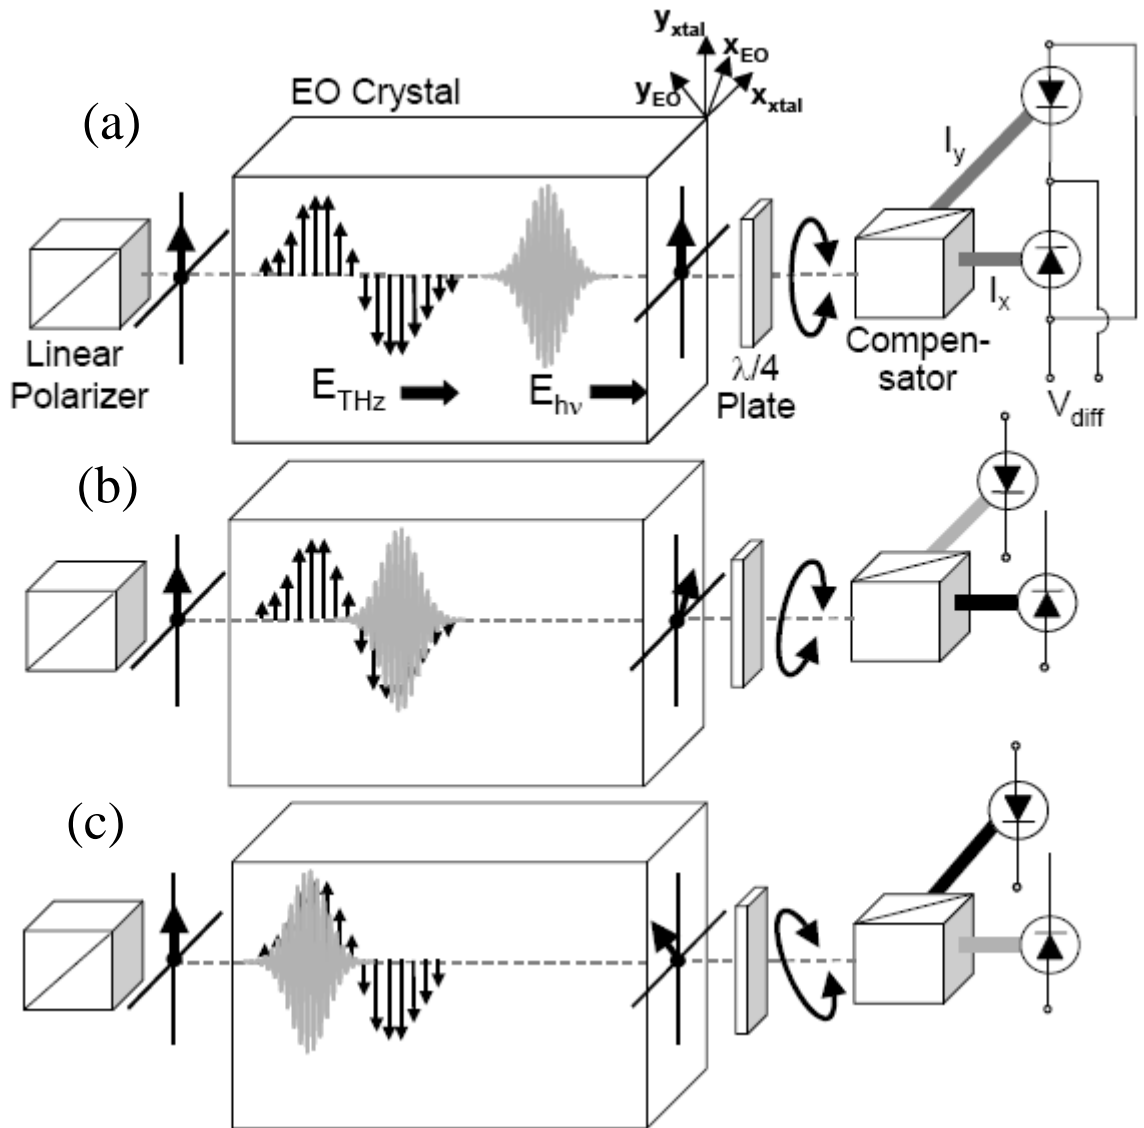 (a)
EO Crystal
y_xtal
x_EO
y_EO
x_xtal
I_y
I_x
Linear
Polarizer
E_THz
E_hν
λ/4
Plate
Compen-
sator
V_diff
(b)
(c)